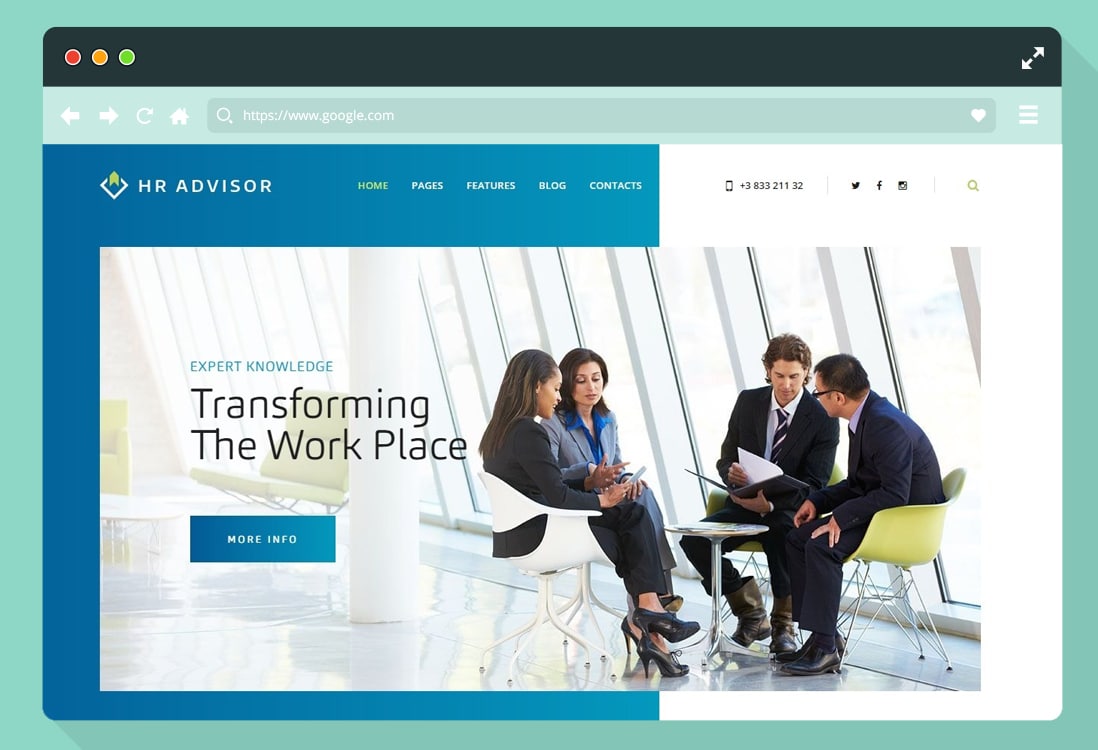 https://www.google.com
HR ADVISOR
HOME PAGES FEATURES BLOG CONTACTS
+3 833 211 32
EXPERT KNOWLEDGE
Transforming
The Work Place
MORE INFO